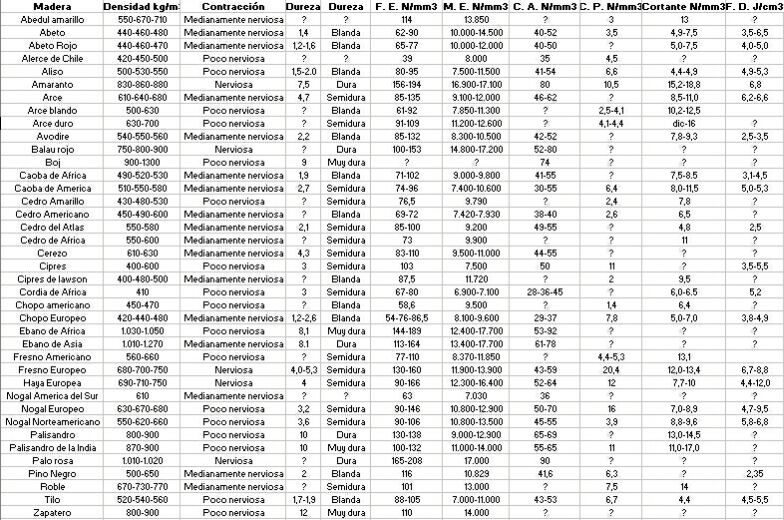 Madera Densidad kg/m³ Contracción Dureza Dureza F. E. N/mm3 M. E. N/mm3 C. A. N/mm3 C. P. N/mm3 Cortante N/mm3 F. D. J/cm3
Abedul amarillo 550-670-710 Medianamente nerviosa ? ? 114 13.850 ? 3 13 ?
Abeto 440-460-480 Medianamente nerviosa 1,4 Blanda 62-90 10.000-14.500 40-52 3,5 4,9-7,5 3,5-6,5
Abeto Rojo 440-460-470 Medianamente nerviosa 1,2-1,6 Blanda 65-77 10.000-12.000 40-50 ? 5,0-7,5 4,0-5,0
Alerce de Chile 420-450-500 Poco nerviosa ? ? 39 8.000 35 4,5 ? ?
Aliso 500-530-550 Poco nerviosa 1,5-2.0 Blanda 80-95 7.500-11.500 41-54 6,6 4,4-4,9 4,9-5,3
Amaranto 830-860-880 Nerviosa 7,5 Dura 156-194 16.900-17.100 80 10,5 15,2-18,8 6,8
Arce 610-640-680 Medianamente nerviosa 4,7 Semidura 85-135 9.100-12.000 46-62 ? 8,5-11,0 6,2-6,6
Arce blando 500-630 Poco nerviosa ? Blanda 61-92 7.850-11.300 ? 2,5-4,1 10,2-12,5
Arce duro 630-700 Poco nerviosa ? Semidura 91-109 11.200-12.600 ? 4,1-4,4 dic-16 ?
Avodire 540-550-560 Medianamente nerviosa 2,2 Blanda 85-132 8.300-10.500 42-52 ? 7,8-9,3 2,5-3,5
Balau rojo 750-800-900 Nerviosa ? Dura 100-153 14.800-17.200 52-80 ? ? ?
Boj 900-1300 Poco nerviosa 9 Muy dura ? ? 74 ? ? ?
Caoba de Africa 490-520-530 Medianamente nerviosa 1,9 Blanda 71-102 9.000-9.800 41-55 ? 7,5-8.5 3,1-4,5
Caoba de America 510-550-580 Medianamente nerviosa 2,7 Semidura 74-96 7.400-10.600 30-55 6,4 8,0-11,5 5,0-5,3
Cedro Amarillo 430-480-530 Poco nerviosa ? Semidura 76,5 9.790 ? 2,4 7,8 ?
Cedro Americano 450-490-600 Medianamente nerviosa ? Blanda 69-72 7.420-7.930 38-40 2,6 6,5 ?
Cedro del Atlas 550-580 Medianamente nerviosa 2,1 Semidura 85-100 9.200 49-55 ? 4,8 2,5
Cedro de Africa 550-600 Medianamente nerviosa ? Semidura 73 9.900 ? ? 11 ?
Cerezo 610-630 Medianamente nerviosa 4,3 Semidura 83-110 9.500-11.000 44-55 ? ? ?
Cipres 400-600 Poco nerviosa 3 Semidura 103 7.500 50 11 ? 3,5-5,5
Cipres de lawson 400-480-500 Medianamente nerviosa ? Blanda 87,5 11.720 ? 2 9,5 ?
Cordia de Africa 410 Poco nerviosa 3 Semidura 67-80 6.900-7.100 28-36-45 ? 6,0-6.5 5,2
Chopo americano 450-470 Poco nerviosa ? Blanda 58,6 9.500 ? 1,4 6,4 ?
Chopo Europeo 420-440-480 Poco nerviosa 1,2-2,6 Blanda 54-76-86,5 8.100-9.500 29-37 7,8 5,0-7,0 3,8-4,9
Ebano de Africa 1.030-1.050 Poco nerviosa 8,1 Muy dura 144-189 12.400-17.700 53-92 ? ? ?
Ebano de Asia 1.010-1.270 Medianamente nerviosa 8.1 Dura 113-164 13.400-17.700 61-78 ? ? ?
Fresno Americano 560-660 Poco nerviosa ? Semidura 77-110 8.370-11.850 ? 4,4-5,3 13,1
Fresno Europeo 680-700-750 Nerviosa 4,0-5,3 Semidura 130-160 11.900-13.900 43-59 20,4 12,0-13,4 6,7-8,8
Haya Europea 690-710-750 Nerviosa 4 Semidura 90-166 12.300-16.400 52-64 12 7,7-10 4,4-12,0
Nogal America del Sur 610 Medianamente nerviosa ? ? 63 7.030 36 ? ? ?
Nogal Europeo 630-670-680 Poco nerviosa 3,2 Semidura 90-146 10.800-12.900 50-70 16 7,0-8,9 4,7-9,5
Nogal Norteamericano 550-620-660 Poco nerviosa 3,6 Semidura 90-106 10.800-13.500 45-55 3,9 8,8-9,6 5,8-6,8
Palisandro 800-900 Poco nerviosa 10 Dura 130-138 9.000-12.900 65-69 ? 13,0-14,5 ?
Palisandro de la India 870-900 Poco nerviosa 10 Muy dura 100-132 11.000-14.000 55-65 11 11,0-17,0 ?
Palo rosa 1.010-1.020 Nerviosa ? Dura 165-208 17.000 90 ? ? ?
Pino Negro 500-650 Medianamente nerviosa 2 Blanda 116 10.829 41,6 6,3 ? 2,35
Roble 670-730-770 Medianamente nerviosa ? Semidura 101 13.000 ? 7,5 14 ?
Tilo 520-540-560 Poco nerviosa 1,7-1,9 Blanda 88-105 7.000-11.000 43-53 6,7 4,4 4,5-5,5
Zapatero 800-900 Poco nerviosa 12 Muy dura 110 14.000 ? ? ? ?